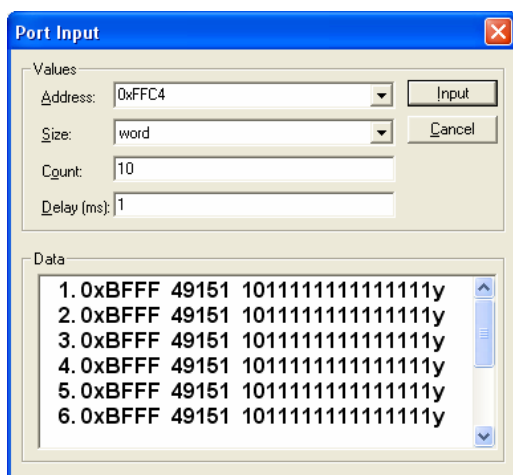 Port Input
Values
Address: 0xFFC4
Input
Size: word
Cancel
Count: 10
Delay (ms): 1
Data
1. 0xBFFF 49151 1011111111111111y
2. 0xBFFF 49151 1011111111111111y
3. 0xBFFF 49151 1011111111111111y
4. 0xBFFF 49151 1011111111111111y
5. 0xBFFF 49151 1011111111111111y
6. 0xBFFF 49151 1011111111111111y